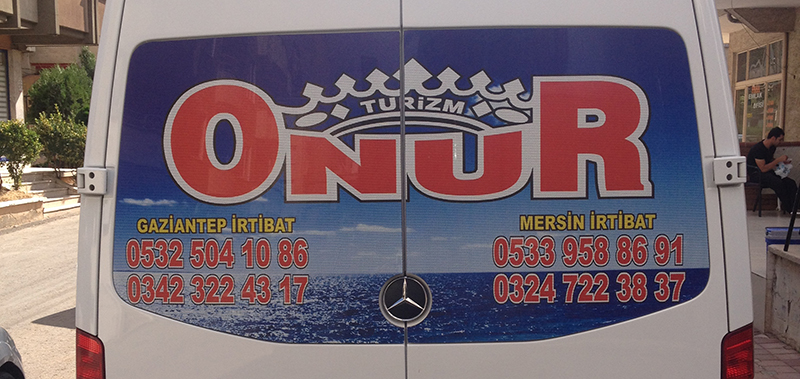 TURİZM
ONUR
GAZİANTEP İRTİBAT
0532 504 10 86
0342 322 43 17
MERSİN İRTİBAT
0533 958 86 91
0324 722 38 37